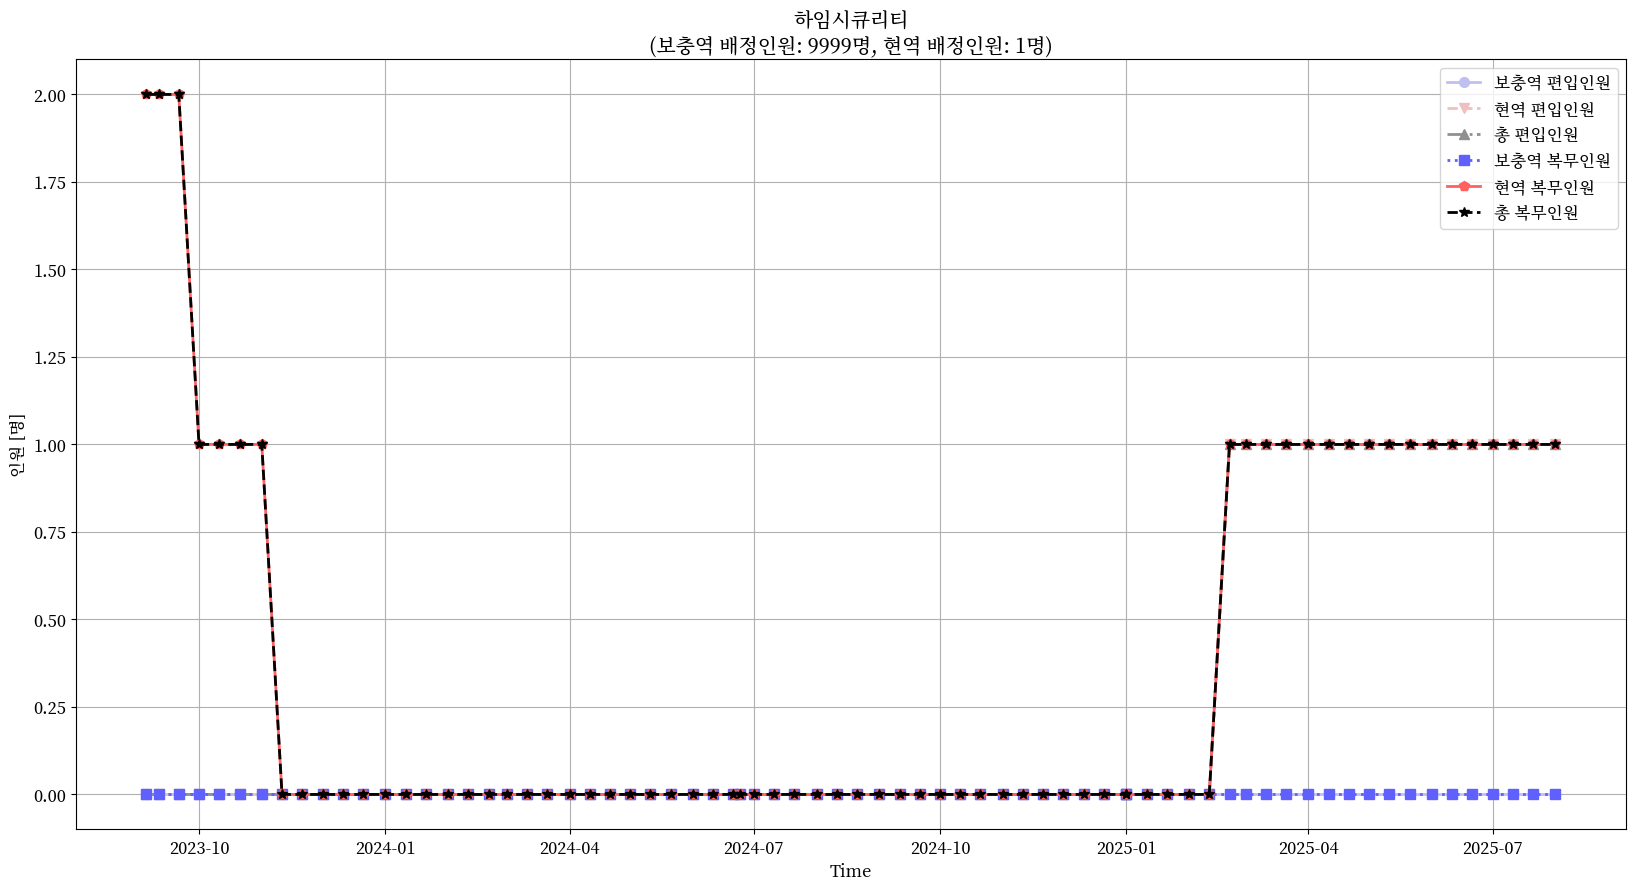 하임시큐리티
(보충역 배정인원: 9999명, 현역 배정인원: 1명)
보충역 편입인원
현역 편입인원
총 편입인원
보충역 복무인원
현역 복무인원
총 복무인원
2.00
1.75
1.50
1.25
1.00
0.75
0.50
0.25
0.00
인원 [명]
2023-10
2024-01
2024-04
2024-07
2024-10
2025-01
2025-04
2025-07
Time